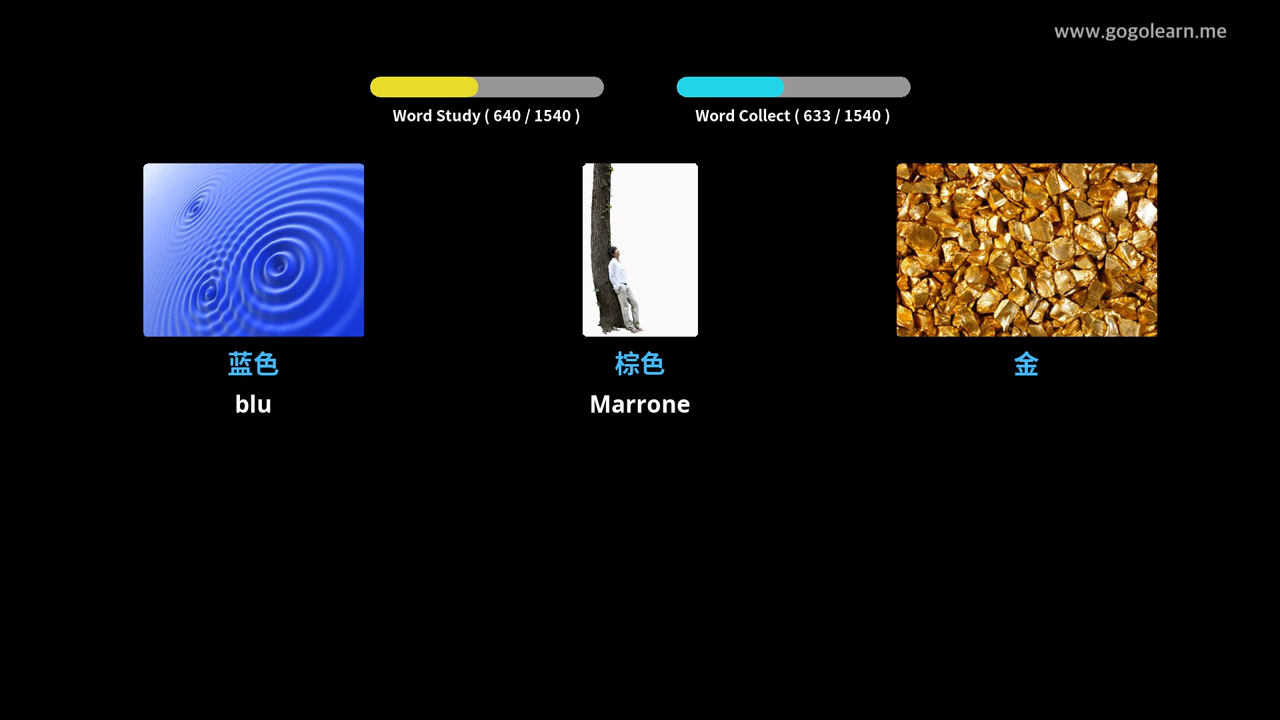 www.gogolearn.me
Word Study ( 640 / 1540 )
Word Collect ( 633 / 1540 )
蓝色
棕色
金
blu
Marrone